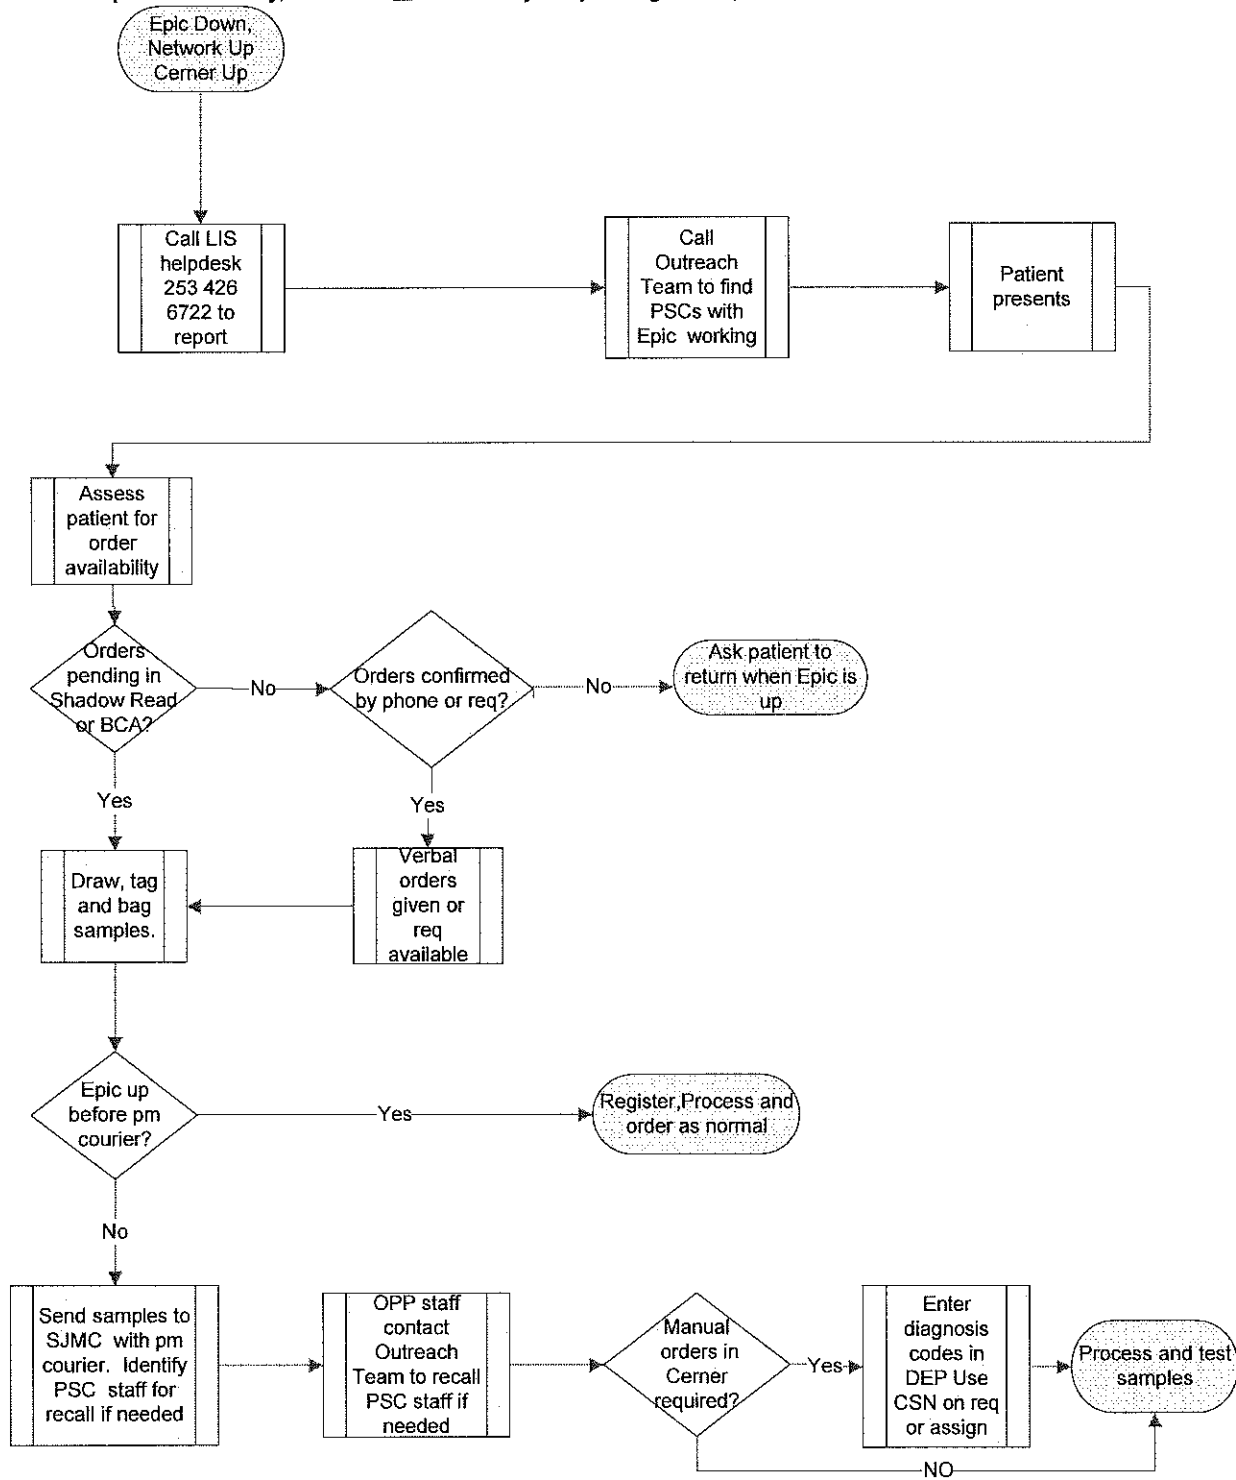 Epic Down,
Network Up
Cerner Up
Call LIS
helpdesk
253 426
6722 to
report
Call
Outreach
Team to find
PSCs with
Epic working
Patient
presents
Assess
patient for
order
availability
Orders
pending in
Shadow Read
or BCA?
No
Orders confirmed
by phone or req?
No
Ask patient to
return when Epic is
up
Yes
Yes
Draw, tag
and bag
samples.
Verbal
orders
given or
req
available
Epic up
before pm
courier?
Yes
Register,Process and
order as normal
No
Send samples to
SJMC with pm
courier. Identify
PSC staff for
recall if needed
OPP staff
contact
Outreach
Team to recall
PSC staff if
needed
Manual
orders in
Cerner
required?
Yes
Enter
diagnosis
codes in
DEP Use
CSN on req
or assign
Process and test
samples
NO